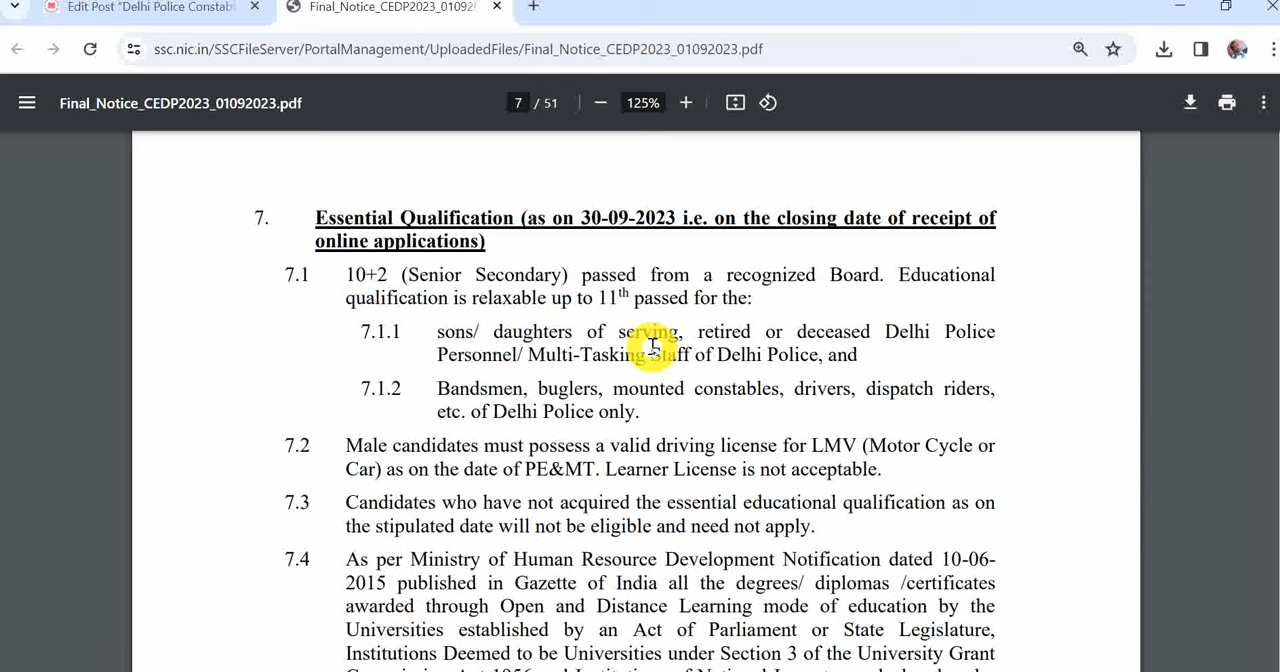 Edit Post "Delhi Police Constab
Final_Notice_CEDP2023_01092
ssc.nic.in/SSCFileServer/PortalManagement/UploadedFiles/Final_Notice_CEDP2023_01092023.pdf
Final_Notice_CEDP2023_01092023.pdf
7 / 51
125%
7. Essential Qualification (as on 30-09-2023 i.e. on the closing date of receipt of
online applications)
7.1 10+2 (Senior Secondary) passed from a recognized Board. Educational
qualification is relaxable up to 11th passed for the:
7.1.1 sons/ daughters of serving, retired or deceased Delhi Police
Personnel/ Multi-Tasking Staff of Delhi Police, and
7.1.2 Bandsmen, buglers, mounted constables, drivers, dispatch riders,
etc. of Delhi Police only.
7.2 Male candidates must possess a valid driving license for LMV (Motor Cycle or
Car) as on the date of PE&MT. Learner License is not acceptable.
7.3 Candidates who have not acquired the essential educational qualification as on
the stipulated date will not be eligible and need not apply.
7.4 As per Ministry of Human Resource Development Notification dated 10-06-
2015 published in Gazette of India all the degrees/ diplomas /certificates
awarded through Open and Distance Learning mode of education by the
Universities established by an Act of Parliament or State Legislature,
Institutions Deemed to be Universities under Section 3 of the University Grant